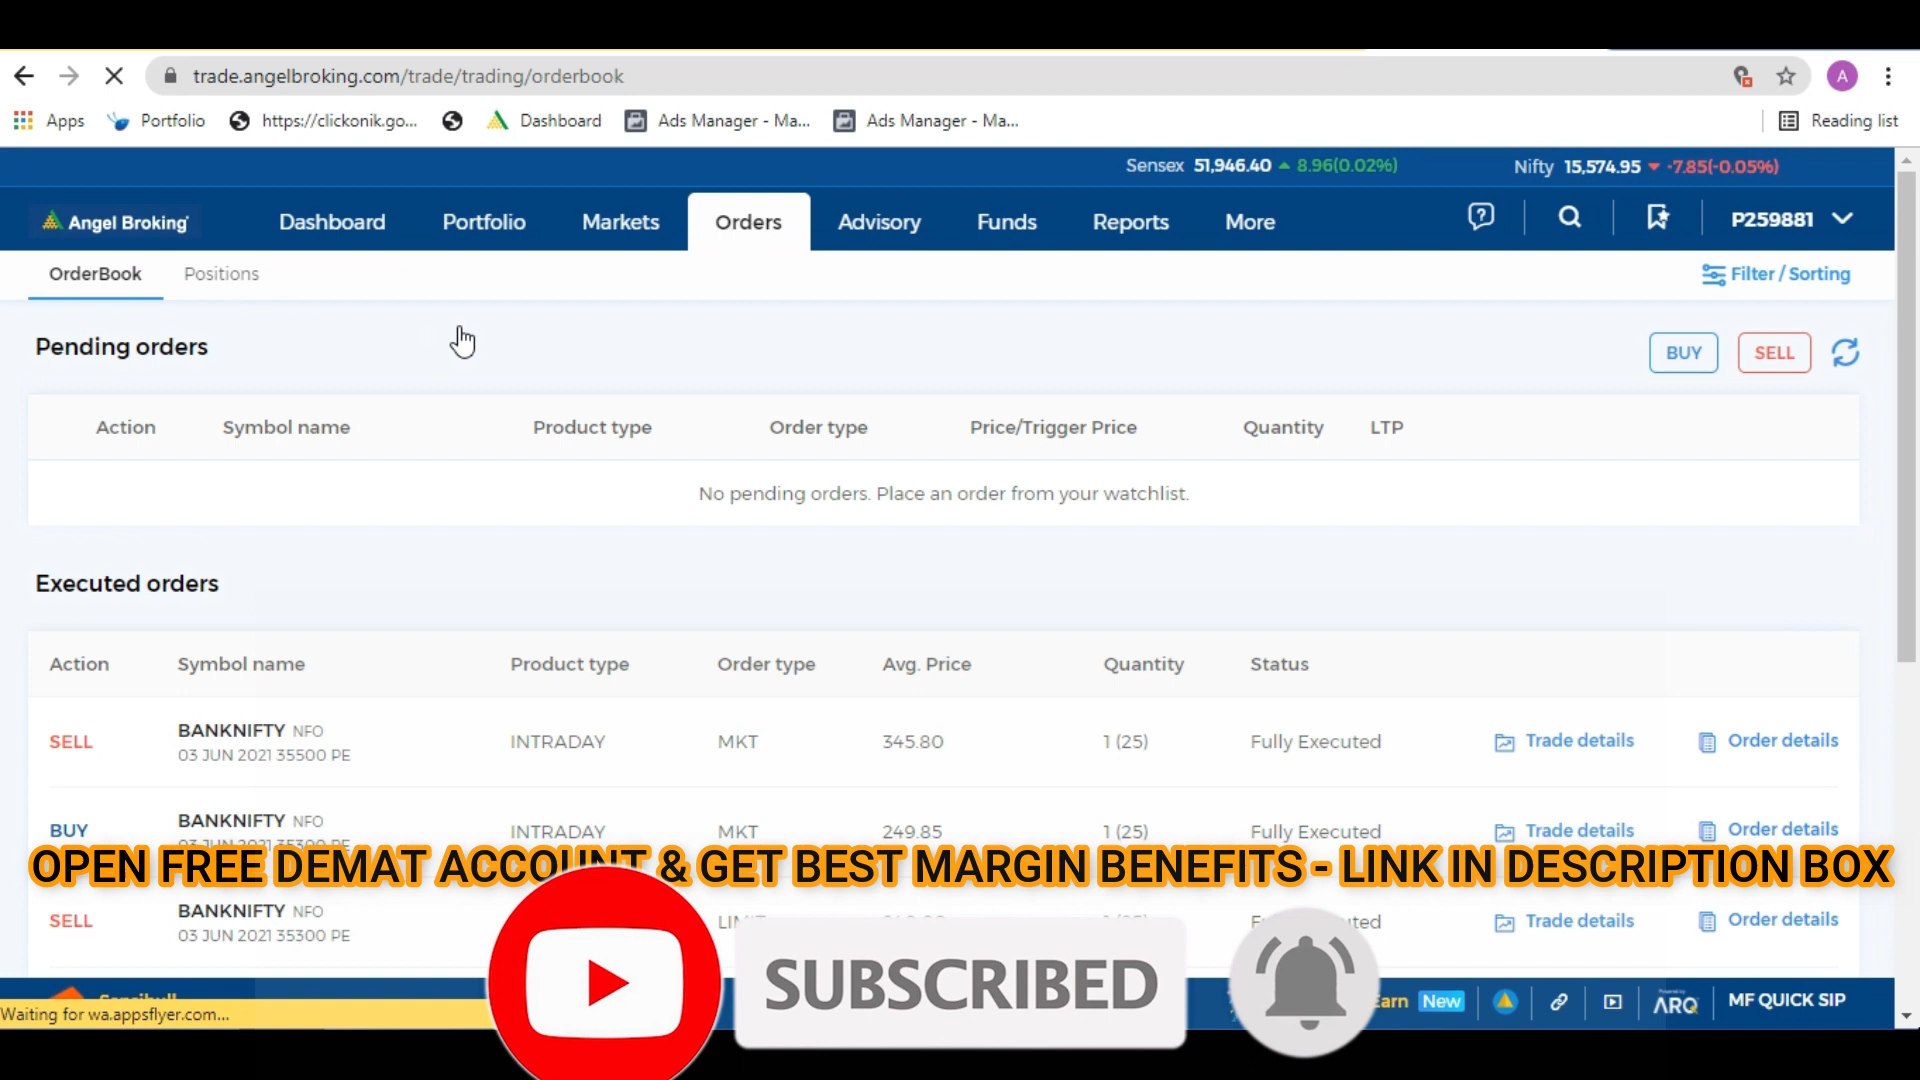 trade.angelbroking.com/trade/trading/orderbook
A
Apps Portfolio https://clickonik.go... Dashboard Ads Manager - Ma... Ads Manager - Ma... Reading list
Sensex 51,946.40 8.96(0.02%) Nifty 15,574.95 -7.85(-0.05%)
Angel Broking Dashboard Portfolio Markets Orders Advisory Funds Reports More P259881
OrderBook Positions Filter / Sorting
Pending orders BUY SELL
Action Symbol name Product type Order type Price/Trigger Price Quantity LTP
No pending orders. Place an order from your watchlist.
Executed orders
Action Symbol name Product type Order type Avg. Price Quantity Status
SELL BANKNIFTY NFO INTRADAY MKT 345.80 1 (25) Fully Executed Trade details Order details
03 JUN 2021 35500 PE
BUY BANKNIFTY NFO INTRADAY MKT 249.85 1 (25) Fully Executed Trade details Order details
OPEN FREE DEMAT ACCOUNT & GET BEST MARGIN BENEFITS - LINK IN DESCRIPTION BOX
SELL BANKNIFTY NFO Trade details Order details
03 JUN 2021 35300 PE
SUBSCRIBED
New ARQ MF QUICK SIP
Waiting for wa.appsflyer.com...